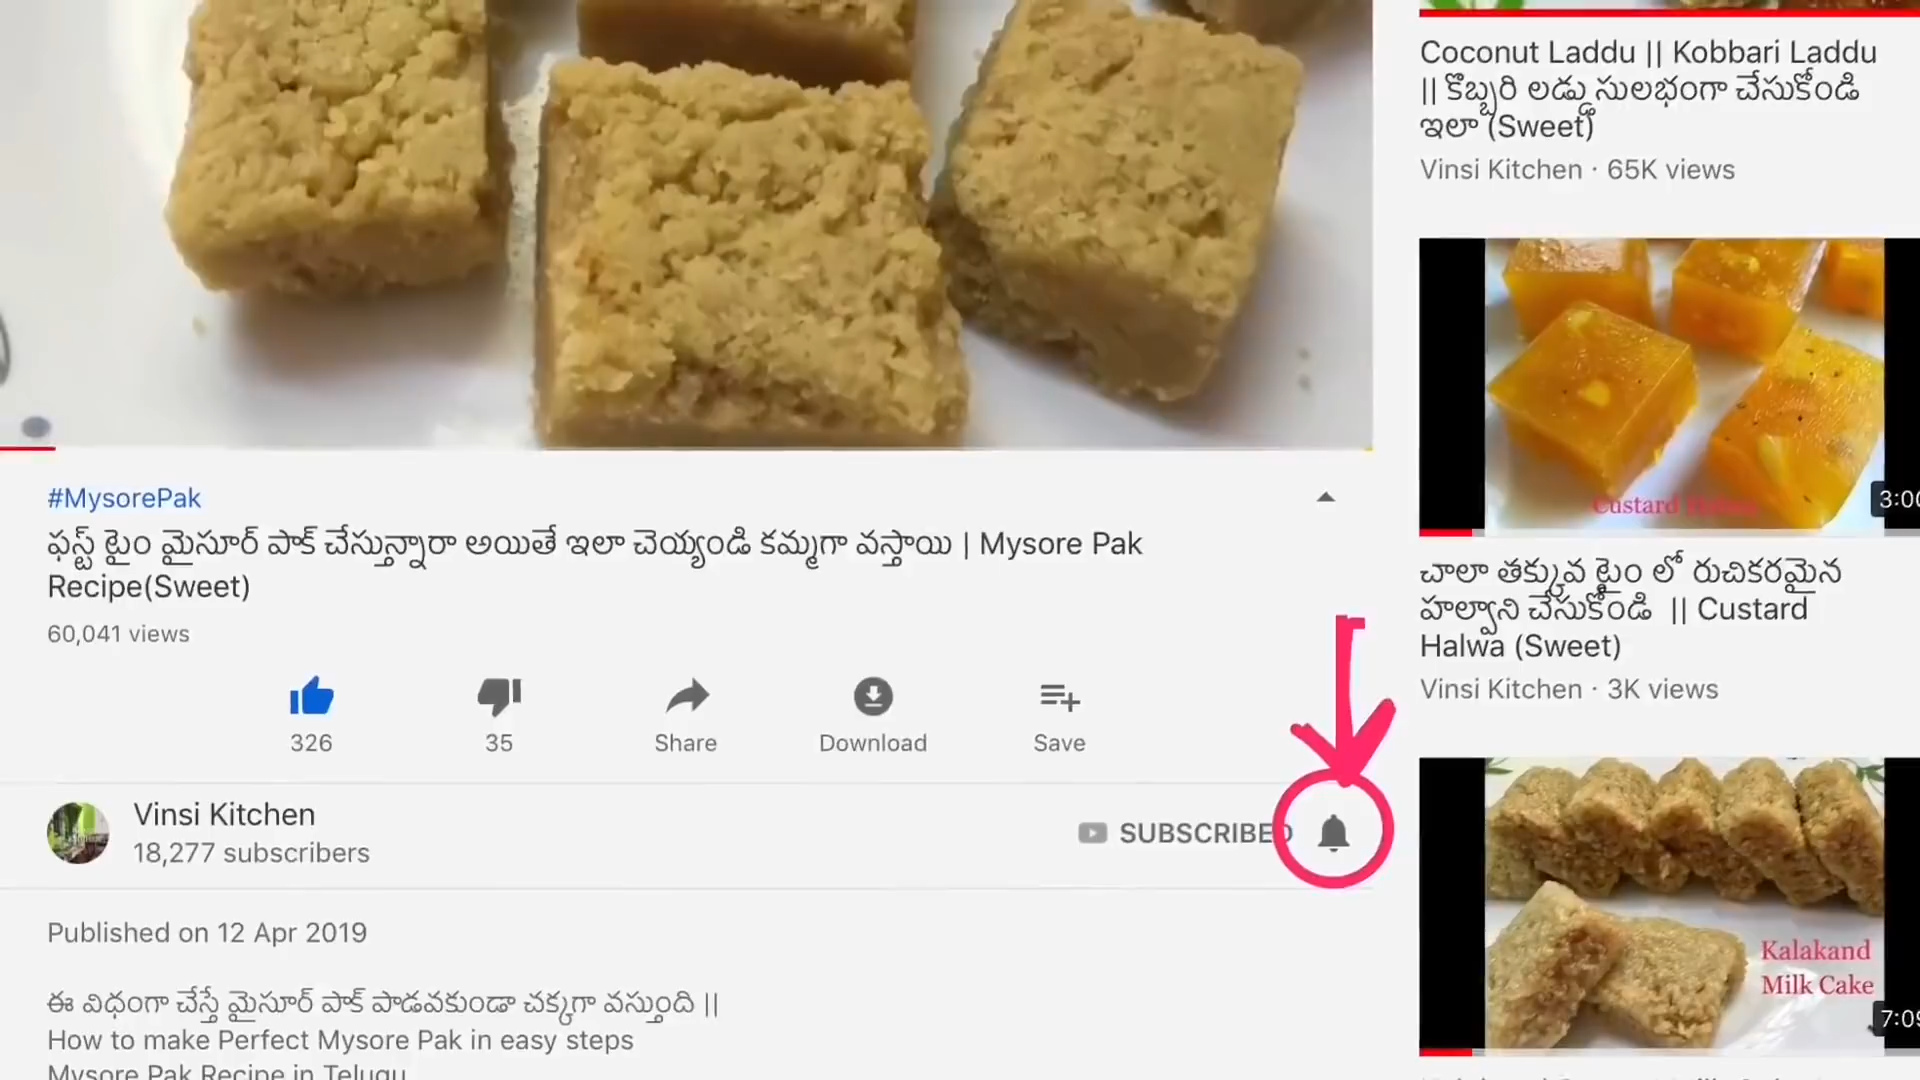 #MysorePak
ఫస్ట్ టైం మైసూర్ పాక్ చేస్తున్నారా అయితే ఇలా చెయ్యండి కమ్మగా వస్తాయి | Mysore Pak
Recipe(Sweet)
60,041 views
326
35
Share
Download
Save
Vinsi Kitchen
18,277 subscribers
SUBSCRIBED
Published on 12 Apr 2019
ఈ విధంగా చేస్తే మైసూర్ పాక్ పాడవకుండా చక్కగా వస్తుంది ||
How to make Perfect Mysore Pak in easy steps
Mysore Pak Recipe in Telugu
Coconut Laddu || Kobbari Laddu
|| కొబ్బరి లడ్డు సులభంగా చేసుకోండి
ఇలా (Sweet)
Vinsi Kitchen · 65K views
Custard
3:00
చాలా తక్కువ టైం లో రుచికరమైన
హల్వాని చేసుకోండి || Custard
Halwa (Sweet)
Vinsi Kitchen · 3K views
Kalakand
Milk Cake
7:09